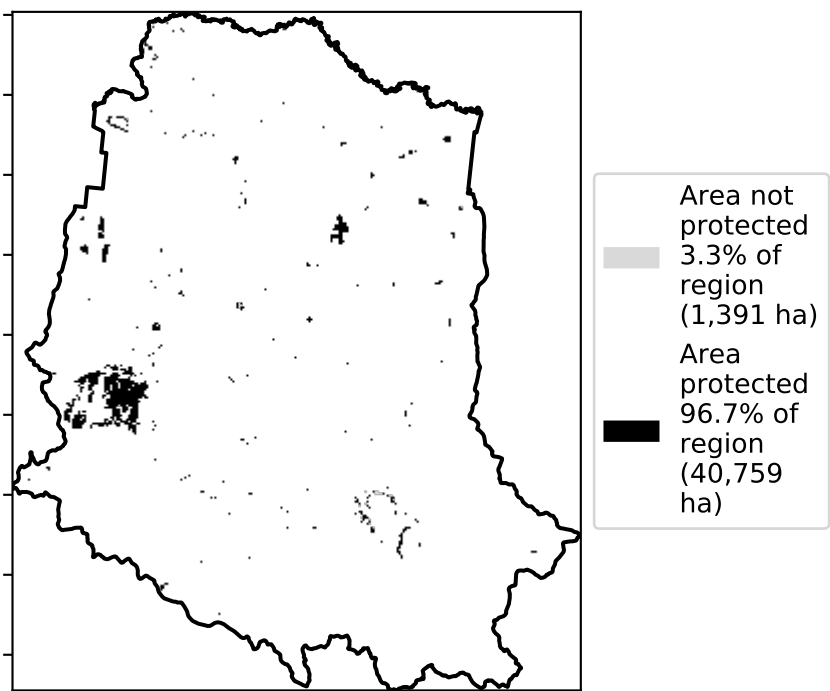 Area not
protected
3.3% of
region
(1,391 ha)
Area
protected
96.7% of
region
(40,759
ha)